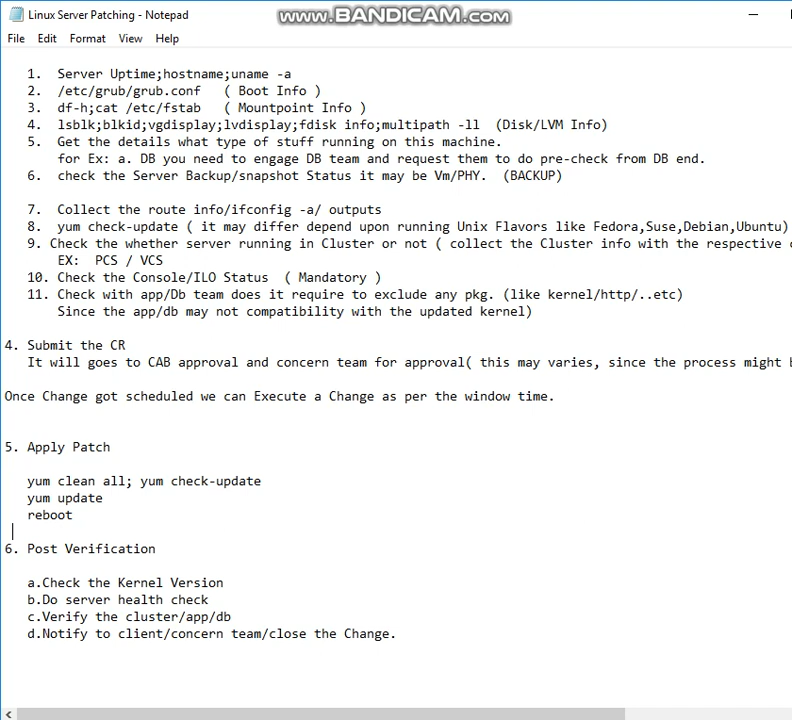 Linux Server Patching - Notepad
www.BANDICAM.com
File Edit Format View Help
1. Server Uptime;hostname;uname -a
2. /etc/grub/grub.conf ( Boot Info )
3. df-h;cat /etc/fstab ( Mountpoint Info )
4. lsblk;blkid;vgdisplay;lvdisplay;fdisk info;multipath -ll (Disk/LVM Info)
5. Get the details what type of stuff running on this machine.
for Ex: a. DB you need to engage DB team and request them to do pre-check from DB end.
6. check the Server Backup/snapshot Status it may be Vm/PHY. (BACKUP)
7. Collect the route info/ifconfig -a/ outputs
8. yum check-update ( it may differ depend upon running Unix Flavors like Fedora,Suse,Debian,Ubuntu)
9. Check the whether server running in Cluster or not ( collect the Cluster info with the respective
EX: PCS / VCS
10. Check the Console/ILO Status ( Mandatory )
11. Check with app/Db team does it require to exclude any pkg. (like kernel/http/..etc)
Since the app/db may not compatibility with the updated kernel)
4. Submit the CR
It will goes to CAB approval and concern team for approval( this may varies, since the process might
Once Change got scheduled we can Execute a Change as per the window time.
5. Apply Patch
yum clean all; yum check-update
yum update
reboot
6. Post Verification
a.Check the Kernel Version
b.Do server health check
c.Verify the cluster/app/db
d.Notify to client/concern team/close the Change.